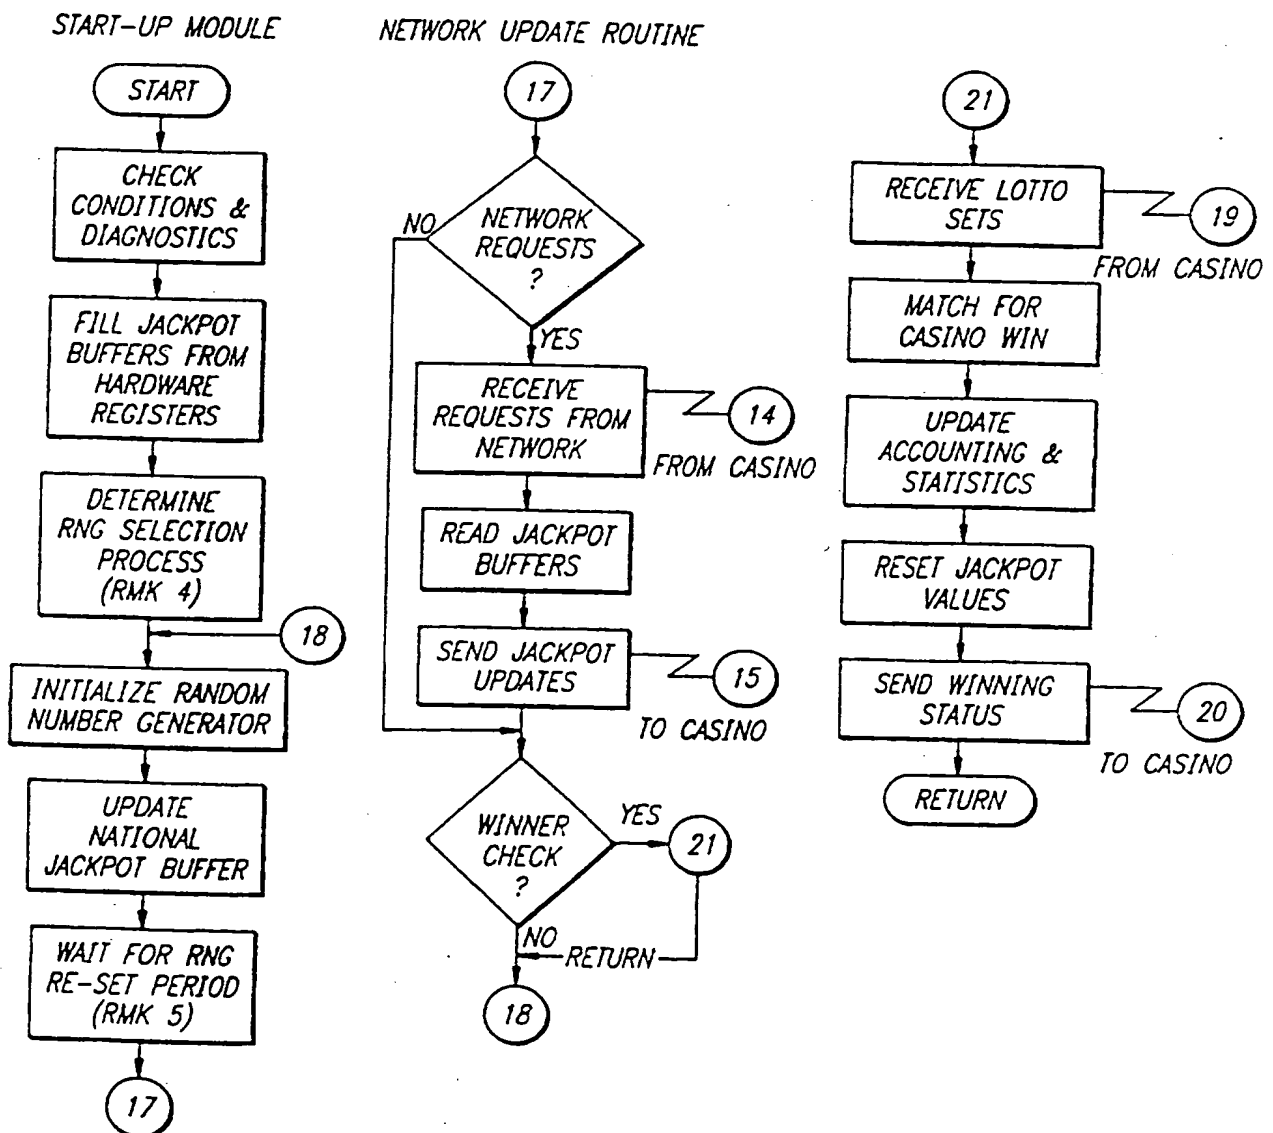 START-UP MODULE
START
CHECK
CONDITIONS &
DIAGNOSTICS
FILL JACKPOT
BUFFERS FROM
HARDWARE
REGISTERS
DETERMINE
RNG SELECTION
PROCESS
(RMK 4)
18
INITIALIZE RANDOM
NUMBER GENERATOR
UPDATE
NATIONAL
JACKPOT BUFFER
WAIT FOR RNG
RE-SET PERIOD
(RMK 5)
17
NETWORK UPDATE ROUTINE
17
NO
NETWORK
REQUESTS
?
YES
RECEIVE
REQUESTS FROM
NETWORK
14
FROM CASINO
READ JACKPOT
BUFFERS
SEND JACKPOT
UPDATES
15
TO CASINO
WINNER
CHECK
?
YES
21
NO
RETURN
18
21
RECEIVE LOTTO
SETS
19
FROM CASINO
MATCH FOR
CASINO WIN
UPDATE
ACCOUNTING &
STATISTICS
RESET JACKPOT
VALUES
SEND WINNING
STATUS
20
TO CASINO
RETURN